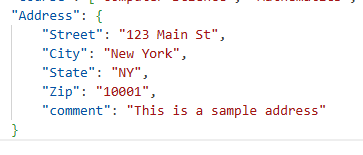 "Address": {
"Street": "123 Main St",
"City": "New York",
"State": "NY",
"Zip": "10001",
"comment": "This is a sample address"
}